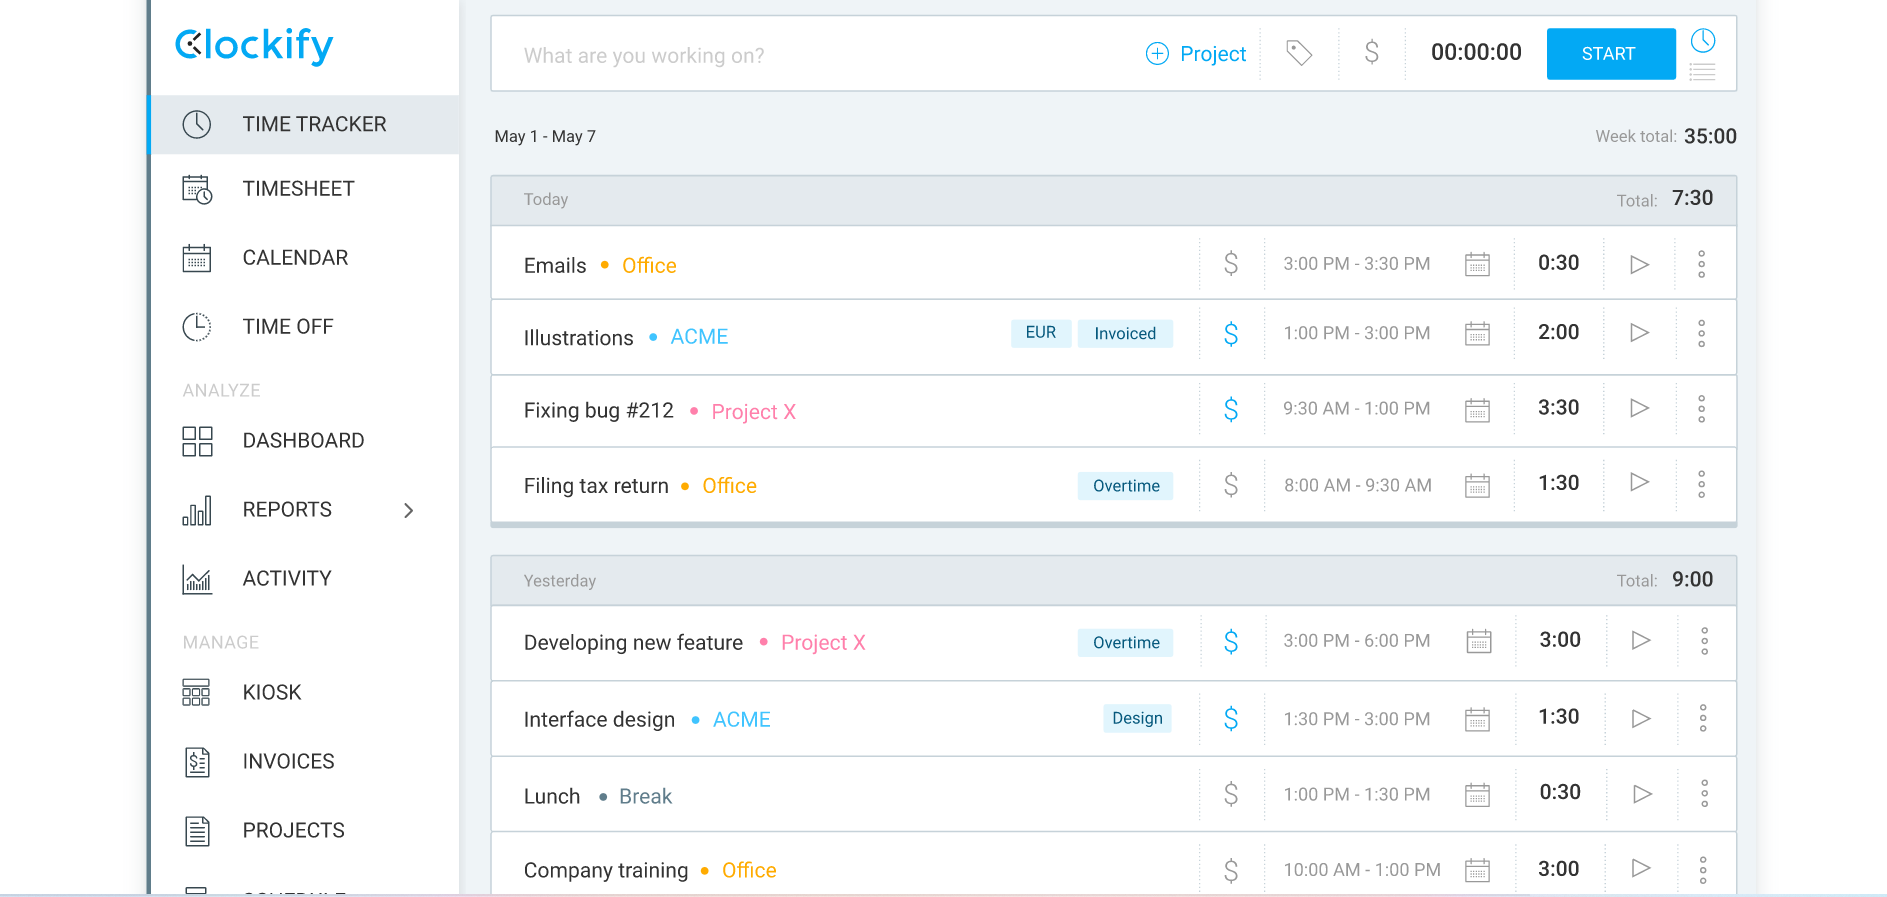 Clockify
TIME TRACKER
TIMESHEET
CALENDAR
TIME OFF
ANALYZE
DASHBOARD
REPORTS
ACTIVITY
MANAGE
KIOSK
INVOICES
PROJECTS
What are you working on? Project $ 00:00:00 START
May 1 - May 7 Week total: 35:00
Today Total: 7:30
Emails • Office $ 3:00 PM - 3:30 PM 0:30
Illustrations • ACME EUR Invoiced $ 1:00 PM - 3:00 PM 2:00
Fixing bug #212 • Project X $ 9:30 AM - 1:00 PM 3:30
Filing tax return • Office Overtime $ 8:00 AM - 9:30 AM 1:30
Yesterday Total: 9:00
Developing new feature • Project X Overtime $ 3:00 PM - 6:00 PM 3:00
Interface design • ACME Design $ 1:30 PM - 3:00 PM 1:30
Lunch • Break $ 1:00 PM - 1:30 PM 0:30
Company training • Office $ 10:00 AM - 1:00 PM 3:00